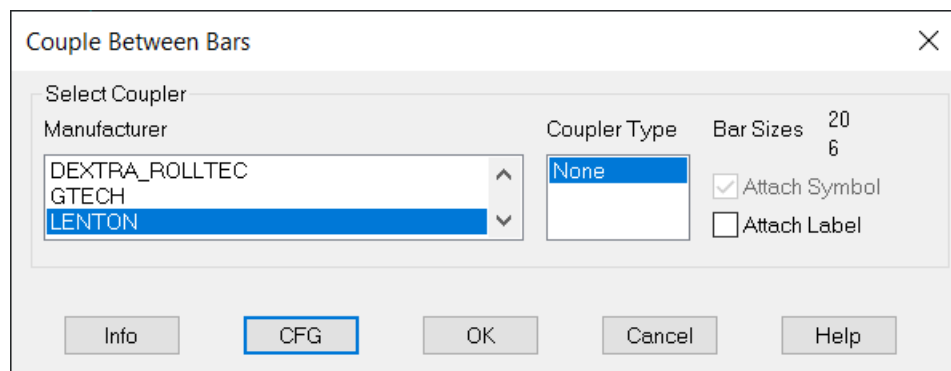 Couple Between Bars
Select Coupler
Manufacturer
Coupler Type
Bar Sizes
20
6
DEXTRA_ROLLTEC
GTECH
LENTON
None
Attach Symbol
Attach Label
Info
CFG
OK
Cancel
Help